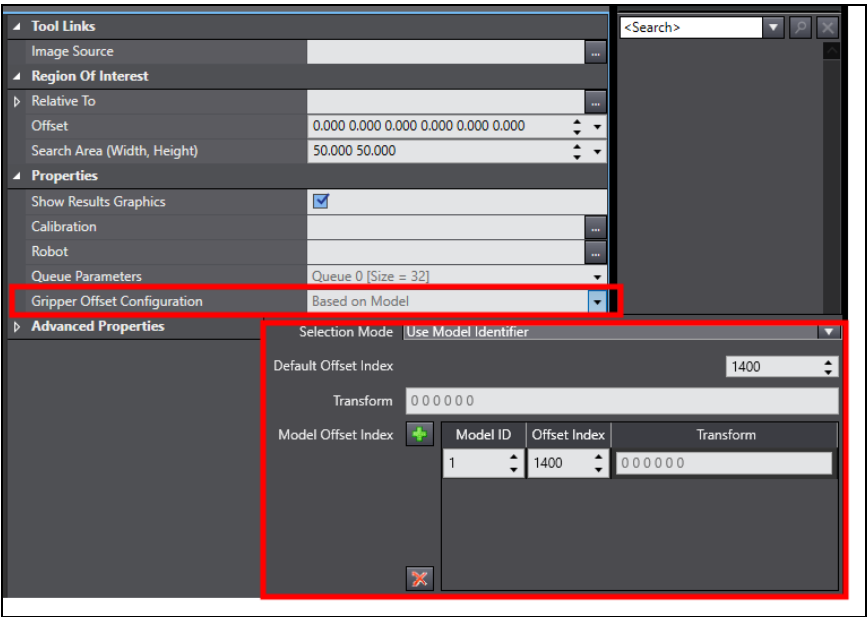 Tool Links
<Search>
Image Source ...
Region Of Interest
Relative To ...
Offset 0.000 0.000 0.000 0.000 0.000 0.000
Search Area (Width, Height) 50.000 50.000
Properties
Show Results Graphics
Calibration ...
Robot ...
Queue Parameters Queue 0 [Size = 32]
Gripper Offset Configuration Based on Model
Advanced Properties
Selection Mode Use Model Identifier
Default Offset Index 1400
Transform 0 0 0 0 0 0
Model Offset Index Model ID Offset Index Transform
1 1400 0 0 0 0 0 0